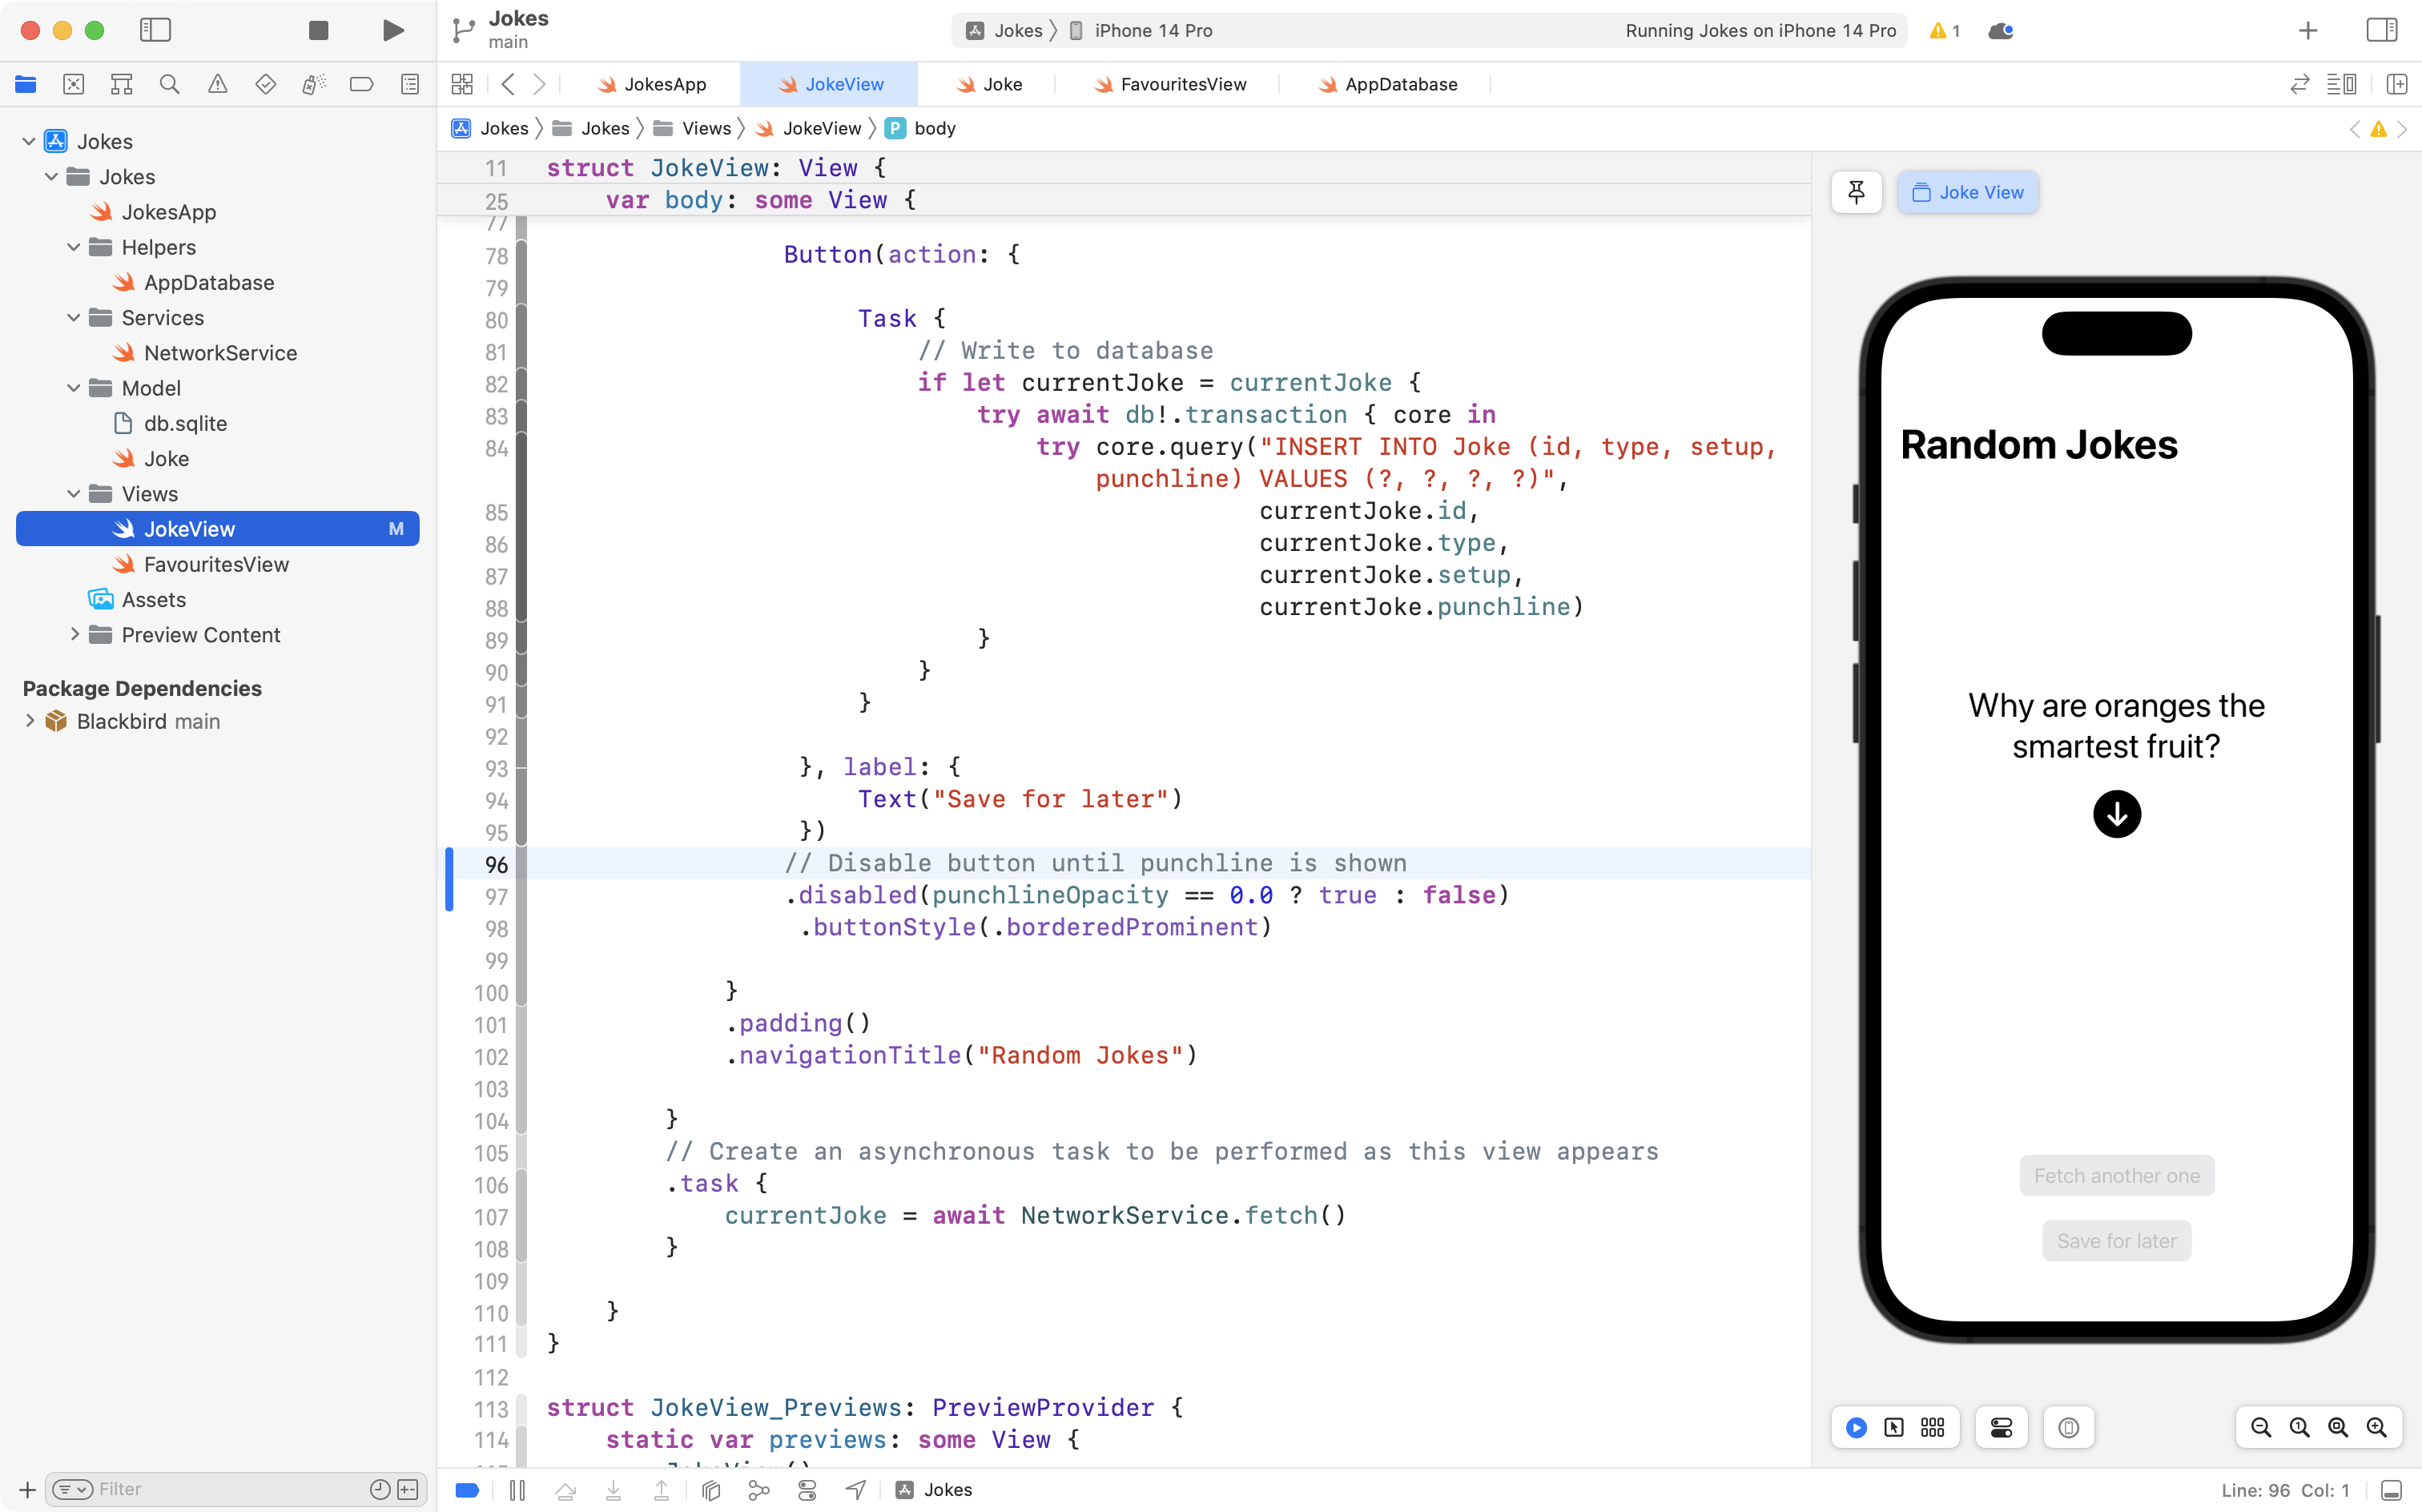 Jokes
main
Jokes
iPhone 14 Pro
Running Jokes on iPhone 14 Pro
1
JokesApp
JokeView
Joke
FavouritesView
AppDatabase
Jokes
Jokes
Views
JokeView
P
body
Jokes
Jokes
JokesApp
Helpers
AppDatabase
Services
NetworkService
Model
db.sqlite
Joke
Views
JokeView M
FavouritesView
Assets
Preview Content
Package Dependencies
Blackbird main
Filter
11 struct JokeView: View {
25 var body: some View {
77
78 Button(action: {
79
80 Task {
81 // Write to database
82 if let currentJoke = currentJoke {
83 try await db!.transaction { core in
84 try core.query("INSERT INTO Joke (id, type, setup,
punchline) VALUES (?, ?, ?, ?)",
85 currentJoke.id,
86 currentJoke.type,
87 currentJoke.setup,
88 currentJoke.punchline)
89 }
90 }
91 }
92
93 }, label: {
94 Text("Save for later")
95 })
96 // Disable button until punchline is shown
97 .disabled(punchlineOpacity == 0.0 ? true : false)
98 .buttonStyle(.borderedProminent)
99
100 }
101 .padding()
102 .navigationTitle("Random Jokes")
103
104 }
105 // Create an asynchronous task to be performed as this view appears
106 .task {
107 currentJoke = await NetworkService.fetch()
108 }
109
110 }
111 }
112
113 struct JokeView_Previews: PreviewProvider {
114 static var previews: some View {
Joke View
Random Jokes
Why are oranges the
smartest fruit?
Fetch another one
Save for later
Jokes
Line: 96 Col: 1